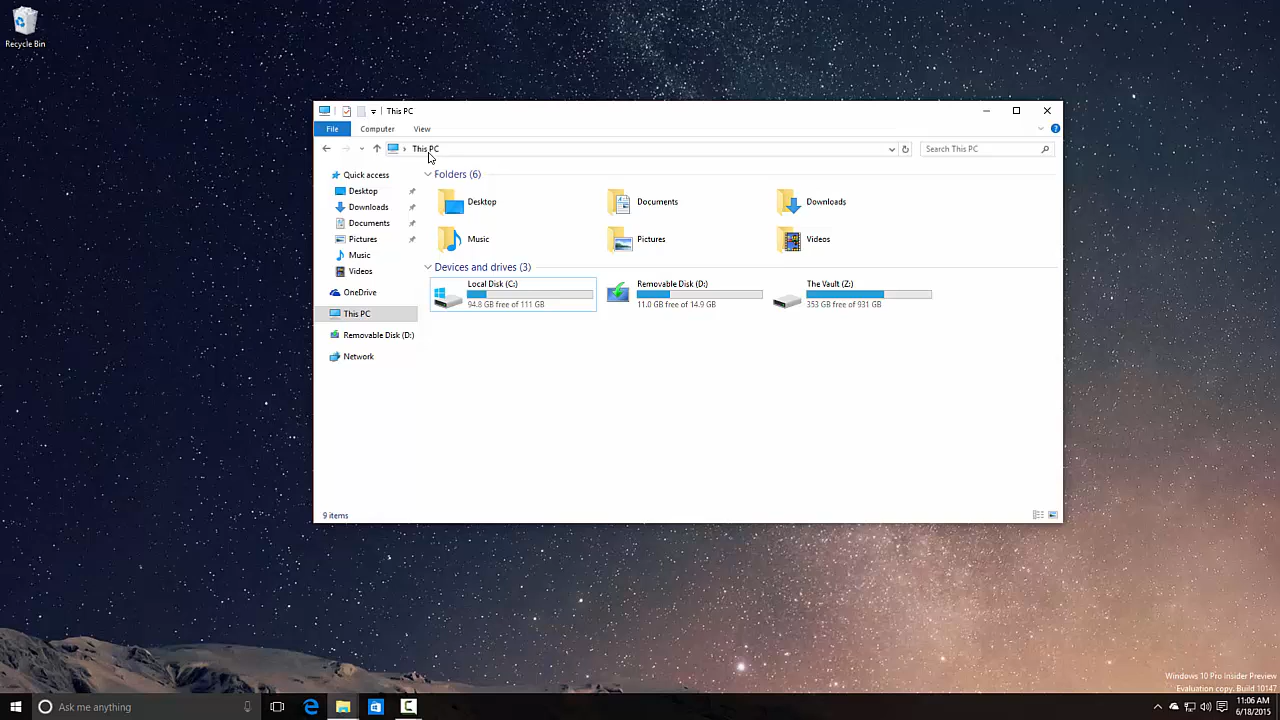 Recycle Bin
This PC
File Computer View
This PC
Search This PC
Quick access
Desktop
Downloads
Documents
Pictures
Music
Videos
OneDrive
This PC
Removable Disk (D:)
Network
Folders (6)
Desktop Documents Downloads
Music Pictures Videos
Devices and drives (3)
Local Disk (C:)
94.8 GB free of 111 GB
Removable Disk (D:)
11.0 GB free of 14.9 GB
The Vault (Z:)
353 GB free of 931 GB
9 items
Windows 10 Pro Insider Preview
Evaluation copy. Build 10147
Ask me anything
11:06 AM
6/18/2015